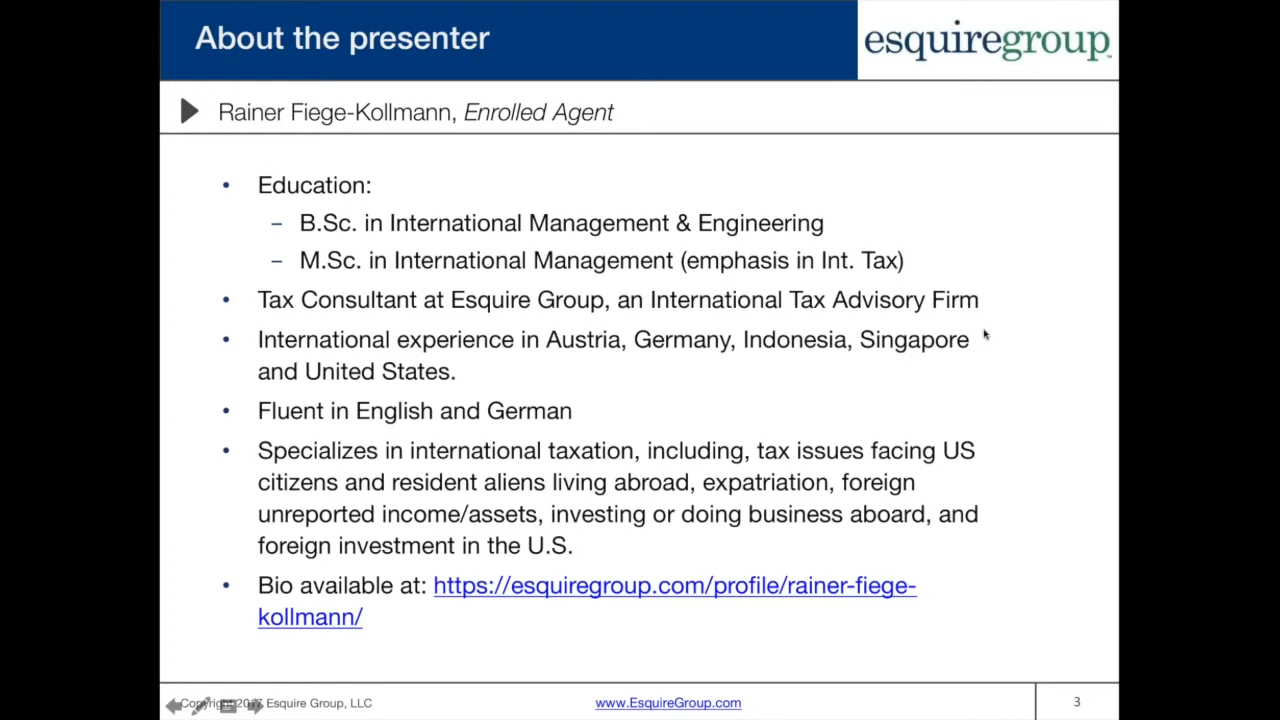 About the presenter
esquiregroup
Rainer Fiege-Kollmann, Enrolled Agent
• Education:
– B.Sc. in International Management & Engineering
– M.Sc. in International Management (emphasis in Int. Tax)
• Tax Consultant at Esquire Group, an International Tax Advisory Firm
• International experience in Austria, Germany, Indonesia, Singapore
and United States.
• Fluent in English and German
• Specializes in international taxation, including, tax issues facing US
citizens and resident aliens living abroad, expatriation, foreign
unreported income/assets, investing or doing business aboard, and
foreign investment in the U.S.
• Bio available at: https://esquiregroup.com/profile/rainer-fiege-
kollmann/
Copyright 2017 Esquire Group, LLC
www.EsquireGroup.com
3